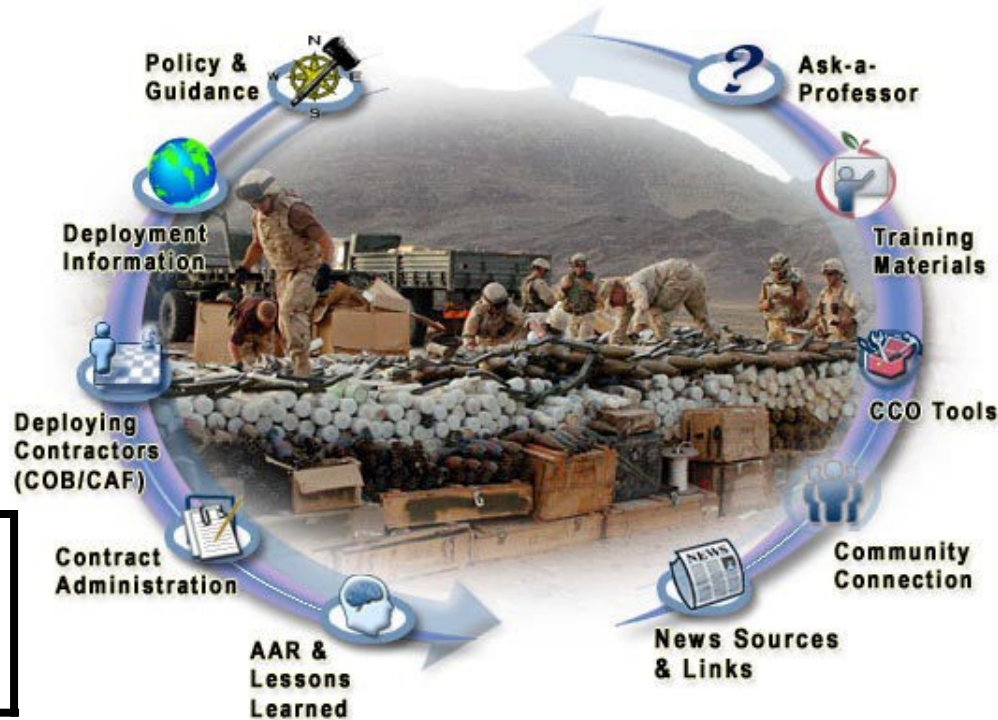 Policy &
Guidance
N
W
E
S
Deployment
Information
Deploying
Contractors
(COB/CAF)
Contract
Administration
AAR &
Lessons
Learned
?
Ask-a-
Professor
Training
Materials
CCO Tools
Community
Connection
NEWS
News Sources
& Links